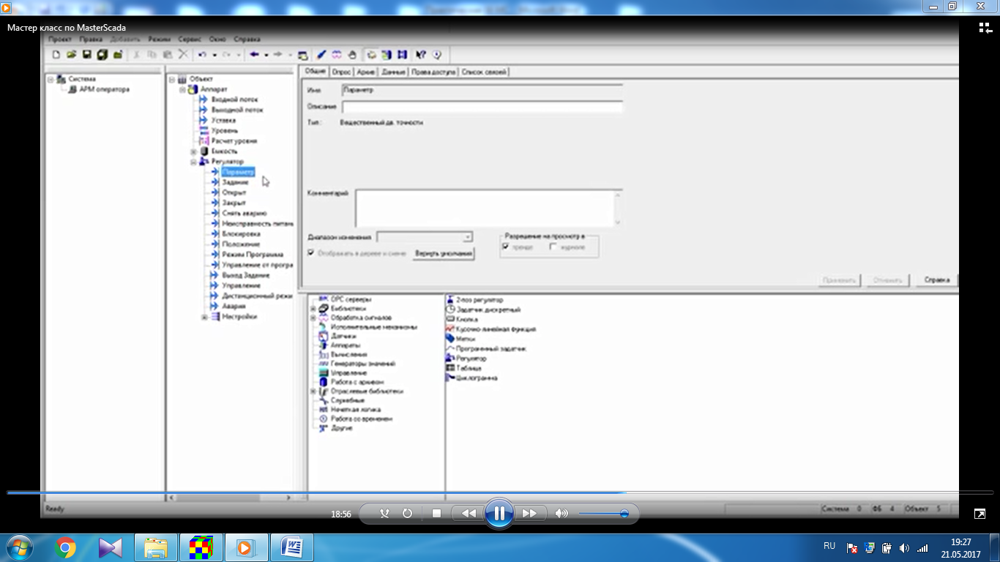 Мастер класс по MasterScada
Проект Правка Добавить Режим Сервис Окно Справка
Система
АРМ оператора
Объект
Аппарат
Входной поток
Выходной поток
Уставка
Уровень
Расчет уровня
Емкость
Регулятор
Параметр
Задание
Открыт
Закрыт
Снять аварию
Неисправность питан
Блокировка
Положение
Режим Программа
Управление от програ
Выход Задание
Управление
Дистанционный режи
Авария
Настройки
Общие Опрос Архив Данные Права доступа Список связей
Имя Параметр
Описание
Тип: Вещественный дв. точности
Комментарий
Диапазон изменения
Разрешение на просмотр в
Отображать в дереве и схеме Вернуть умолчания
тренде журнале
Применить Отменить Справка
OPC серверы
Библиотеки
Обработка сигналов
Исполнительные механизмы
Датчики
Аппараты
Вычисления
Генераторы значений
Управление
Работа с архивом
Отраслевые библиотеки
Служебные
Нечеткая логика
Работа со временем
Другие
2-поз регулятор
Задатчик дискретный
Кнопка
Кусочно линейная функция
Метки
Программный задатчик
Регулятор
Таблица
Циклограмма
Ready
Система 0 ФБ 4 Объект 5
18:56
RU
19:27
21.05.2017